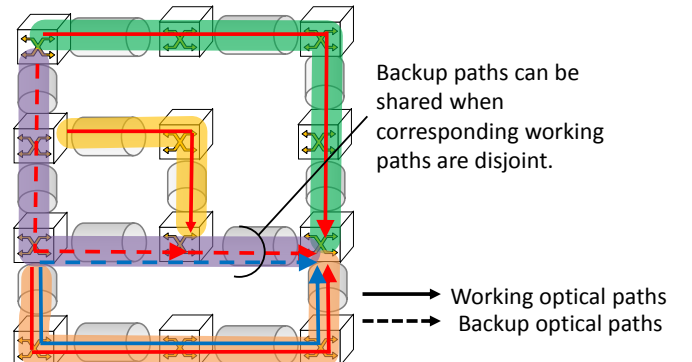 Backup paths can be
shared when
corresponding working
paths are disjoint.
Working optical paths
Backup optical paths